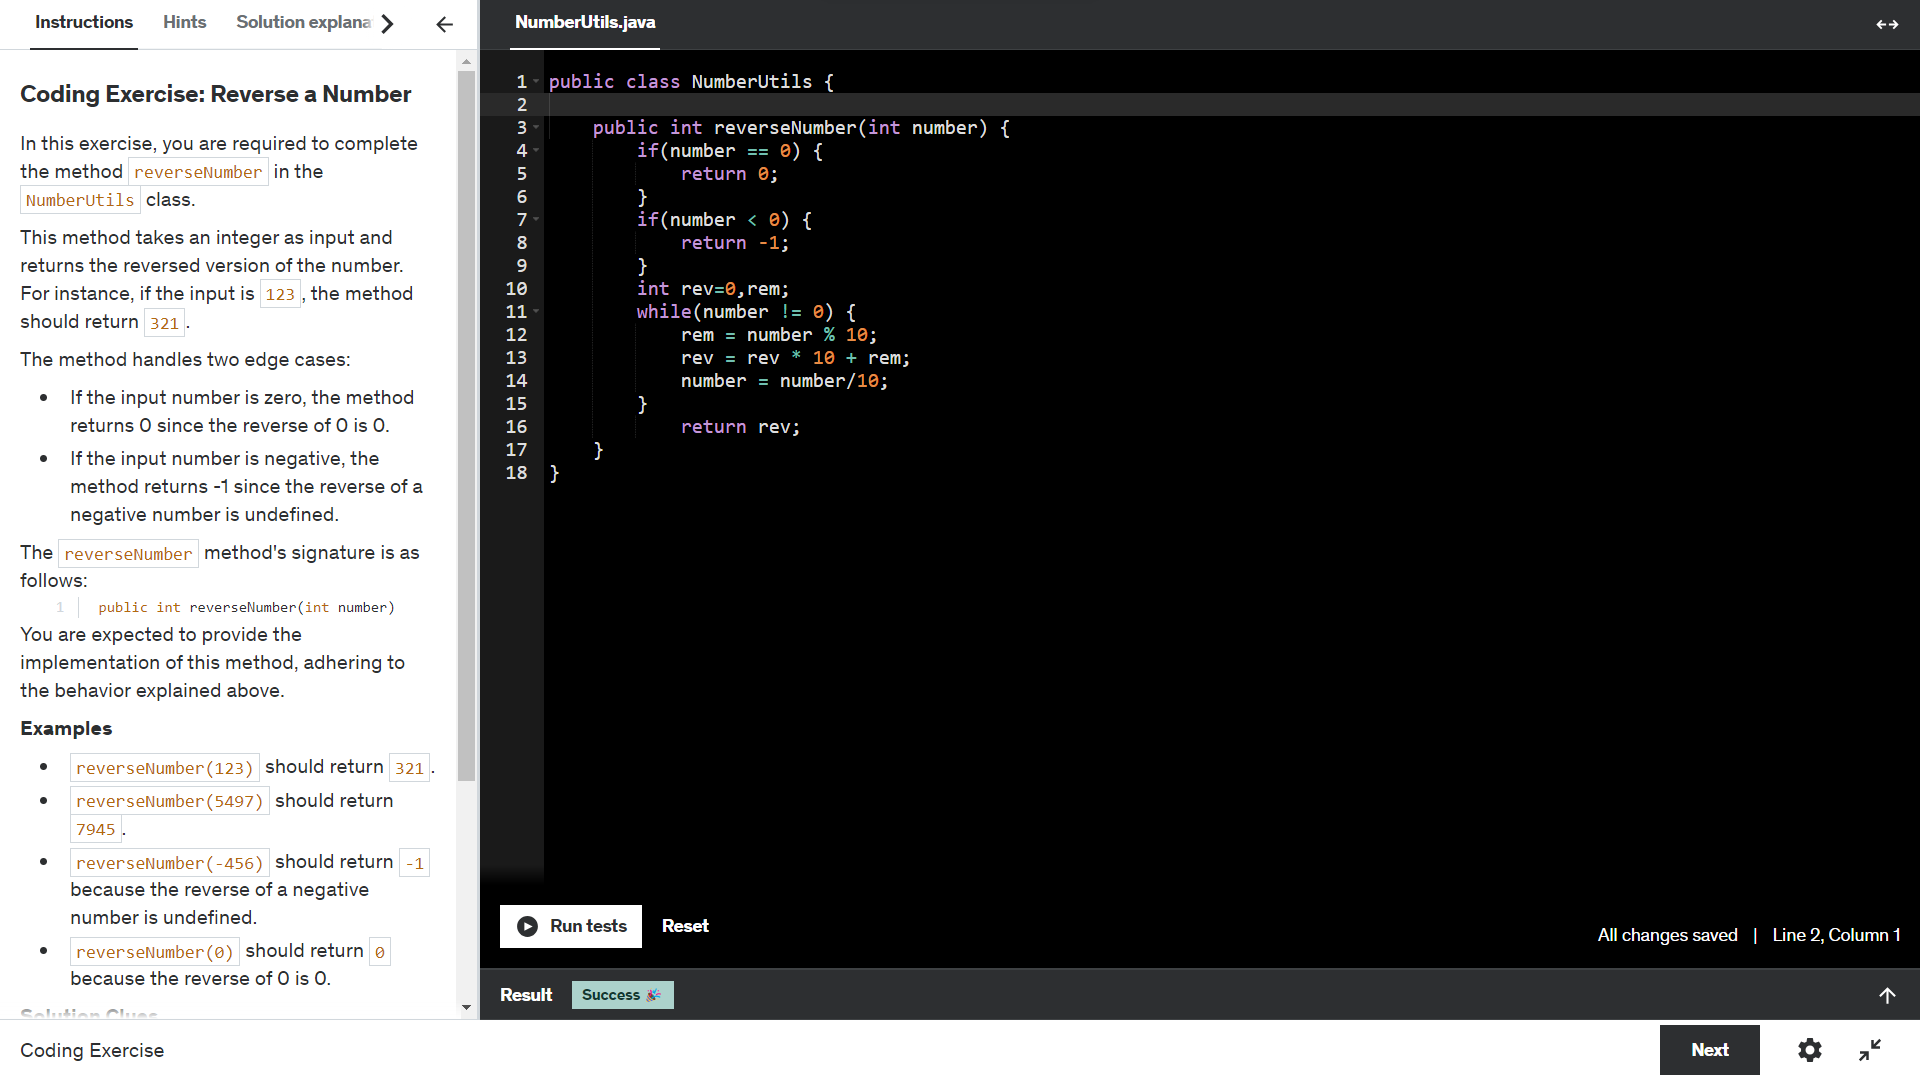 Instructions Hints Solution explana
Coding Exercise: Reverse a Number
In this exercise, you are required to complete
the method reverseNumber in the
NumberUtils class.
This method takes an integer as input and
returns the reversed version of the number.
For instance, if the input is 123, the method
should return 321.
The method handles two edge cases:
• If the input number is zero, the method
returns 0 since the reverse of 0 is 0.
• If the input number is negative, the
method returns -1 since the reverse of a
negative number is undefined.
The reverseNumber method's signature is as
follows:
1 public int reverseNumber(int number)
You are expected to provide the
implementation of this method, adhering to
the behavior explained above.
Examples
• reverseNumber(123) should return 321.
• reverseNumber(5497) should return
7945.
• reverseNumber(-456) should return -1
because the reverse of a negative
number is undefined.
• reverseNumber(0) should return 0
because the reverse of 0 is 0.
Solution Clues
NumberUtils.java
1 public class NumberUtils {
2
3     public int reverseNumber(int number) {
4         if(number == 0) {
5             return 0;
6         }
7         if(number < 0) {
8             return -1;
9         }
10         int rev=0,rem;
11         while(number != 0) {
12             rem = number % 10;
13             rev = rev * 10 + rem;
14             number = number/10;
15         }
16             return rev;
17     }
18 }
Run tests Reset
All changes saved | Line 2, Column 1
Result Success
Coding Exercise
Next